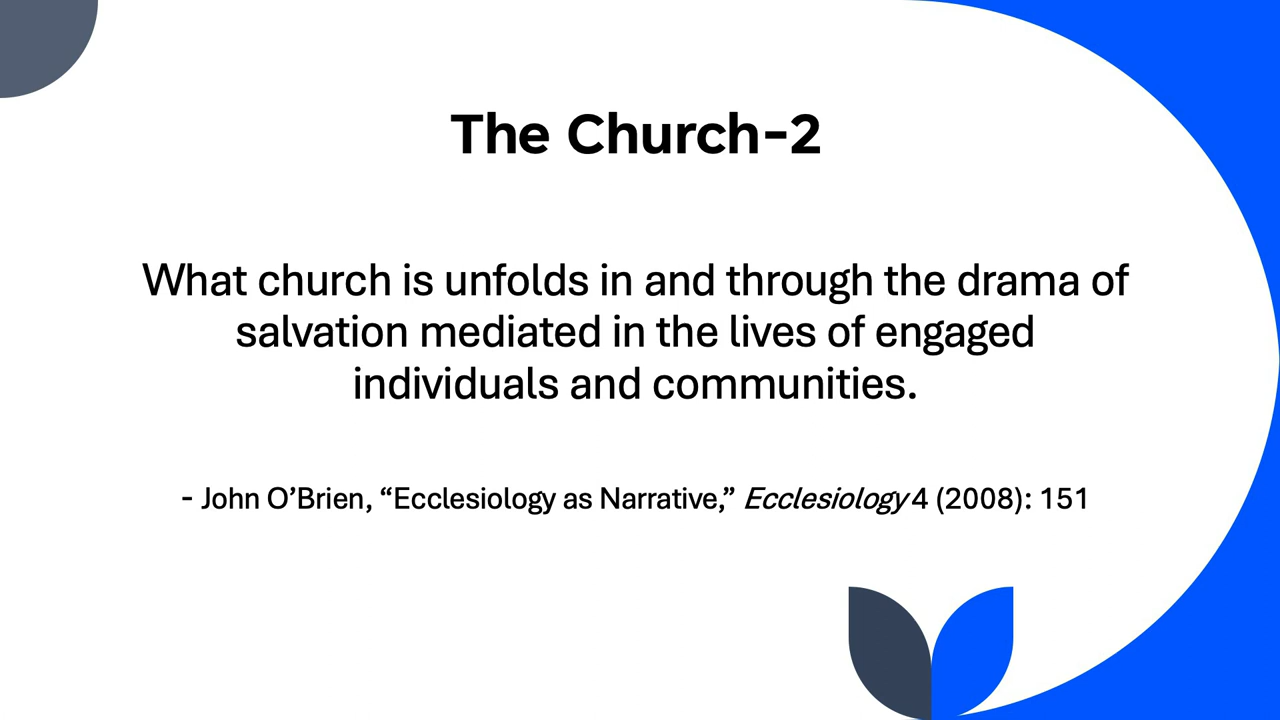 The Church-2
What church is unfolds in and through the drama of
salvation mediated in the lives of engaged
individuals and communities.
- John O’Brien, “Ecclesiology as Narrative,” Ecclesiology 4 (2008): 151